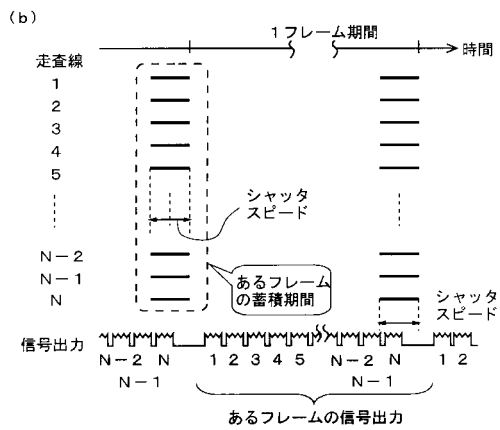 (b)
1フレーム期間
時間
走査線
1
2
3
4
5
シャッタ
スピード
N-2
N-1
N
あるフレーム
の蓄積期間
シャッタ
スピード
信号出力
N-2 N 1 2 3 4 5 N-2 N 1 2
N-1 N-1
あるフレームの信号出力